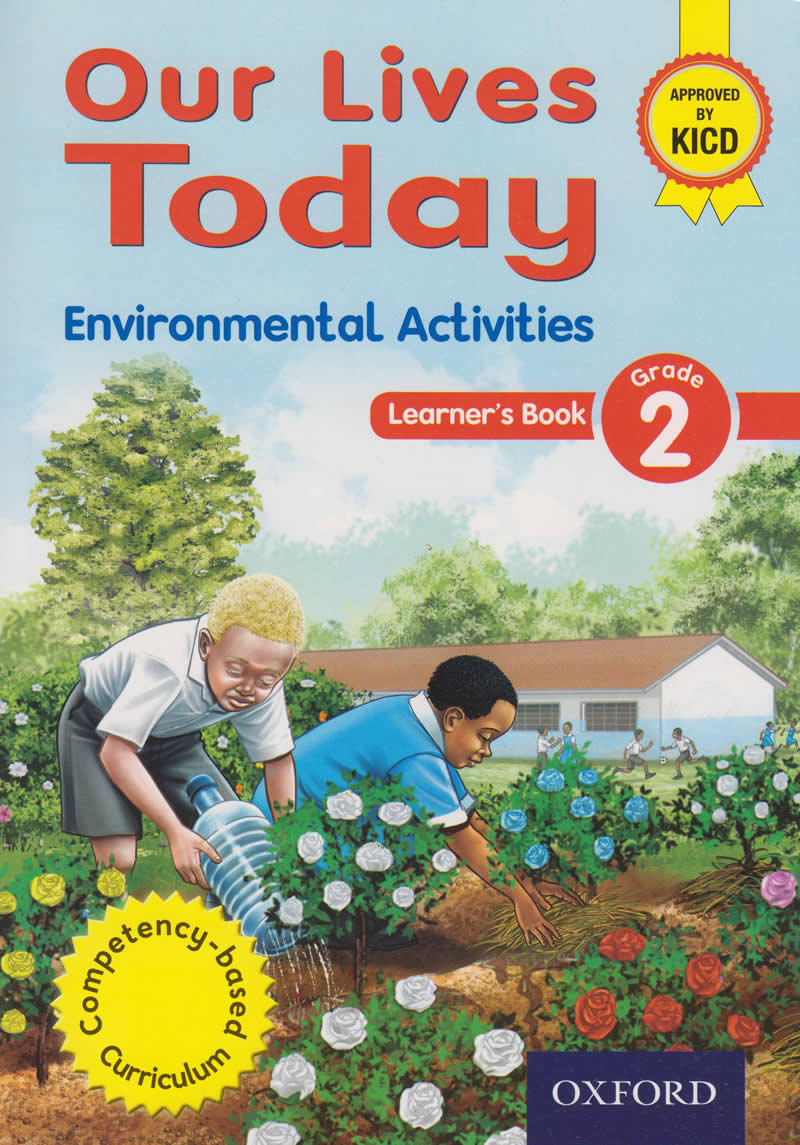 Our Lives
Today
APPROVED
BY
KICD
Environmental Activities
Learner's Book
Grade
2
Competency-based
Curriculum
OXFORD